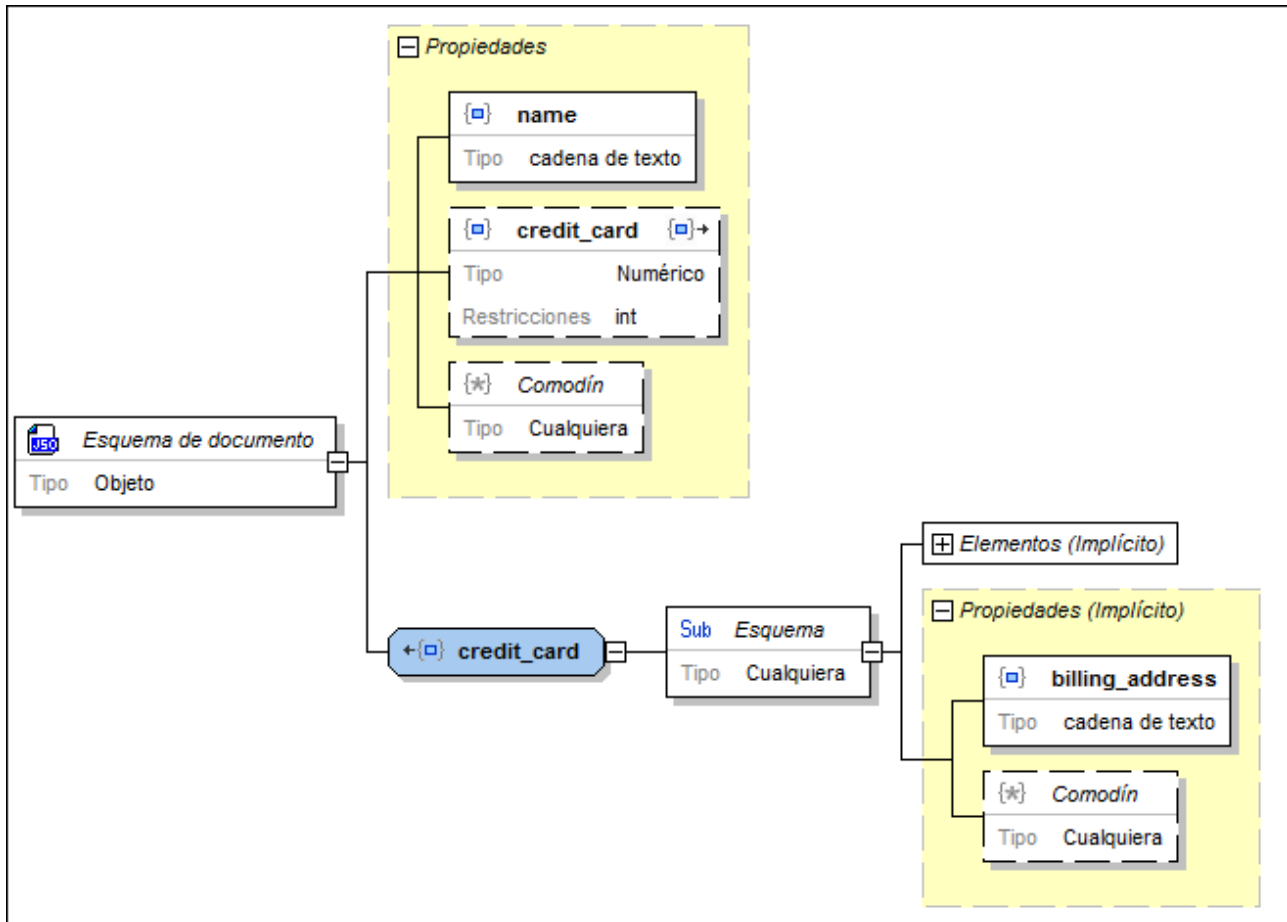 Propiedades
name
Tipo cadena de texto
credit_card
Tipo Numérico
Restricciones int
Comodín
Tipo Cualquiera
JSO Esquema de documento
Tipo Objeto
credit_card
Sub Esquema
Tipo Cualquiera
Elementos (Implícito)
Propiedades (Implícito)
billing_address
Tipo cadena de texto
Comodín
Tipo Cualquiera